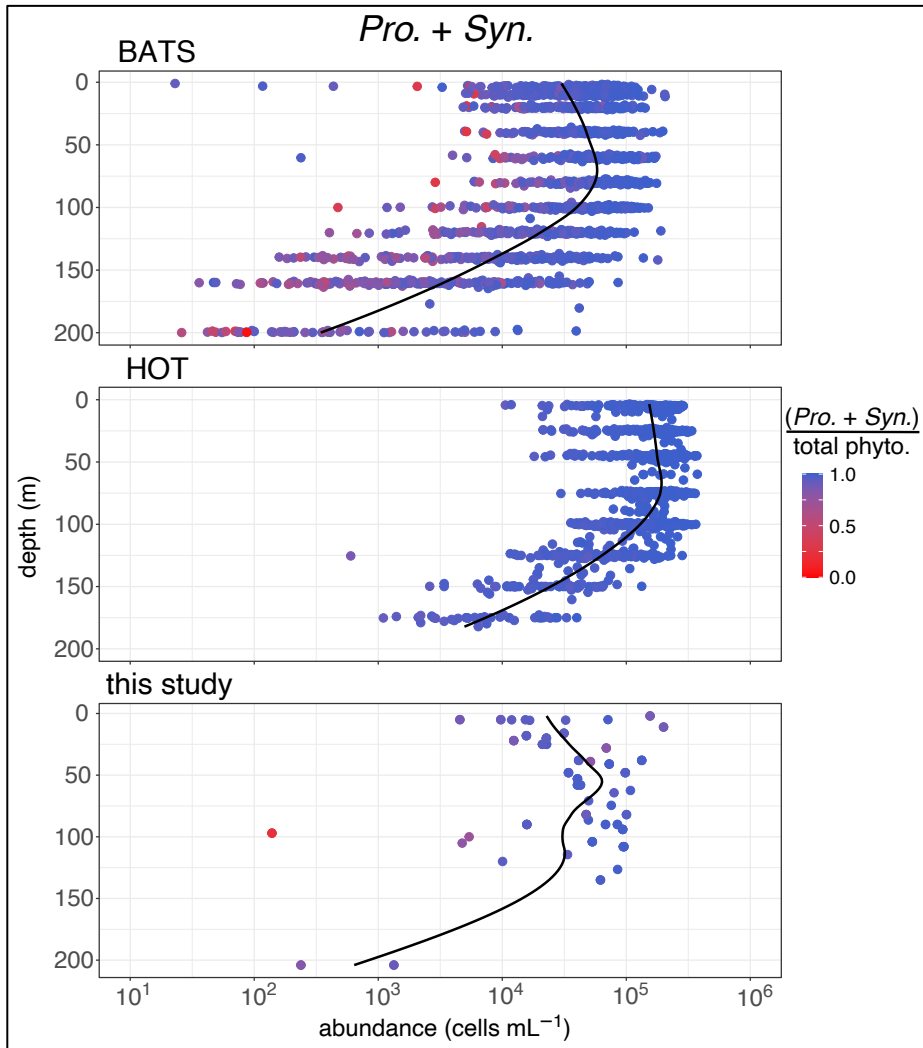 Pro. + Syn.
BATS
0
50
100
150
200
HOT
0
50
100
150
200
depth (m)
(Pro. + Syn.)
total phyto.
1.0
0.5
0.0
this study
0
50
100
150
200
10¹ 10² 10³ 10⁴ 10⁵ 10⁶
abundance (cells mL⁻¹)